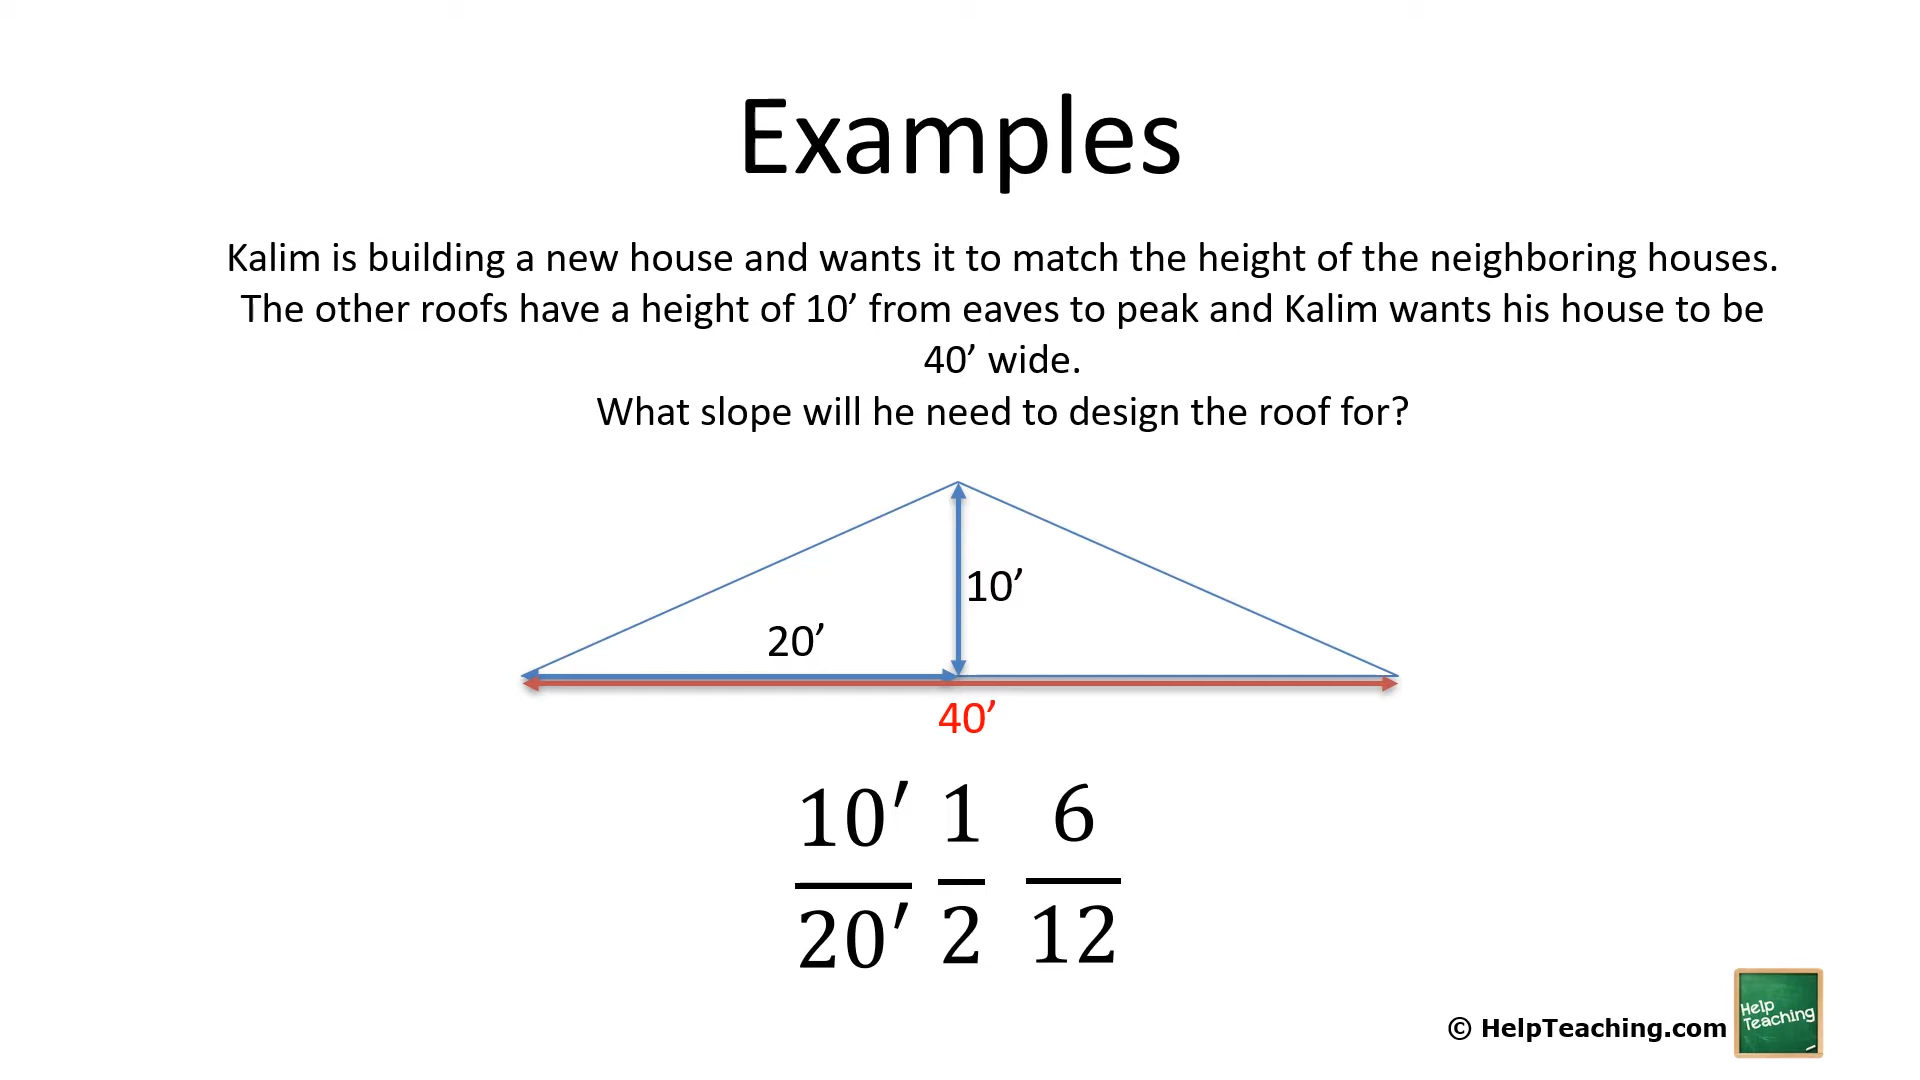 Examples
Kalim is building a new house and wants it to match the height of the neighboring houses.
The other roofs have a height of 10’ from eaves to peak and Kalim wants his house to be
40’ wide.
What slope will he need to design the roof for?
10’
20’
40’
10′/20′ 1/2 6/12
© HelpTeaching.com
Help
Teaching